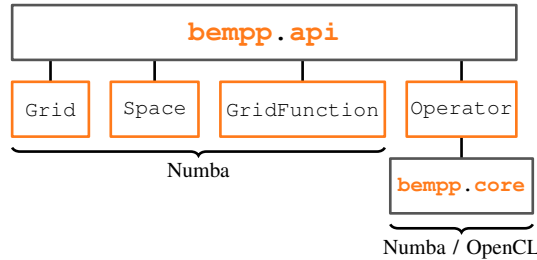 bempp.api
Grid Space GridFunction Operator
Numba
bempp.core
Numba / OpenCL